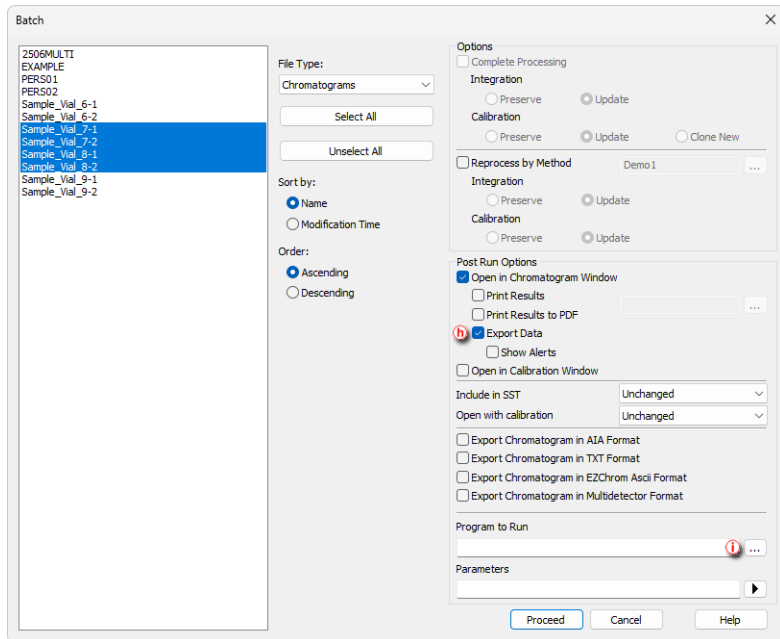 Batch
2506MULTI
EXAMPLE
PERS01
PERS02
Sample_Vial_6-1
Sample_Vial_6-2
Sample_Vial_7-1
Sample_Vial_7-2
Sample_Vial_8-1
Sample_Vial_8-2
Sample_Vial_9-1
Sample_Vial_9-2
File Type:
Chromatograms
Select All
Unselect All
Sort by:
Name
Modification Time
Order:
Ascending
Descending
Options
Complete Processing
Integration
Preserve Update
Calibration
Preserve Update Clone New
Reprocess by Method Demo1 ...
Integration
Preserve Update
Calibration
Preserve Update
Post Run Options
Open in Chromatogram Window
Print Results
...
Print Results to PDF
h Export Data
Show Alerts
Open in Calibration Window
Include in SST Unchanged
Open with calibration Unchanged
Export Chromatogram in AIA Format
Export Chromatogram in TXT Format
Export Chromatogram in EZChrom Ascii Format
Export Chromatogram in Multidetector Format
Program to Run
i ...
Parameters
Proceed Cancel Help